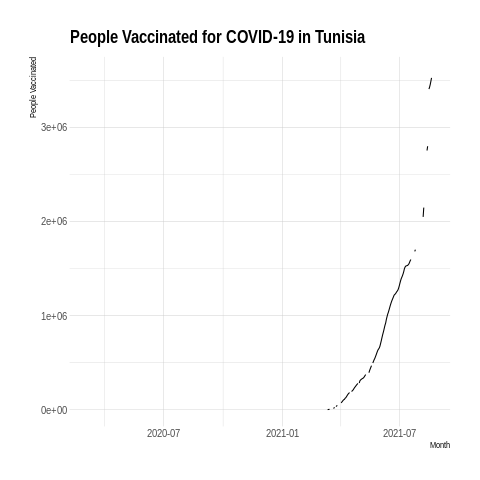 People Vaccinated for COVID-19 in Tunisia
People Vaccinated
3e+06
2e+06
1e+06
0e+00
2020-07
2021-01
2021-07
Month